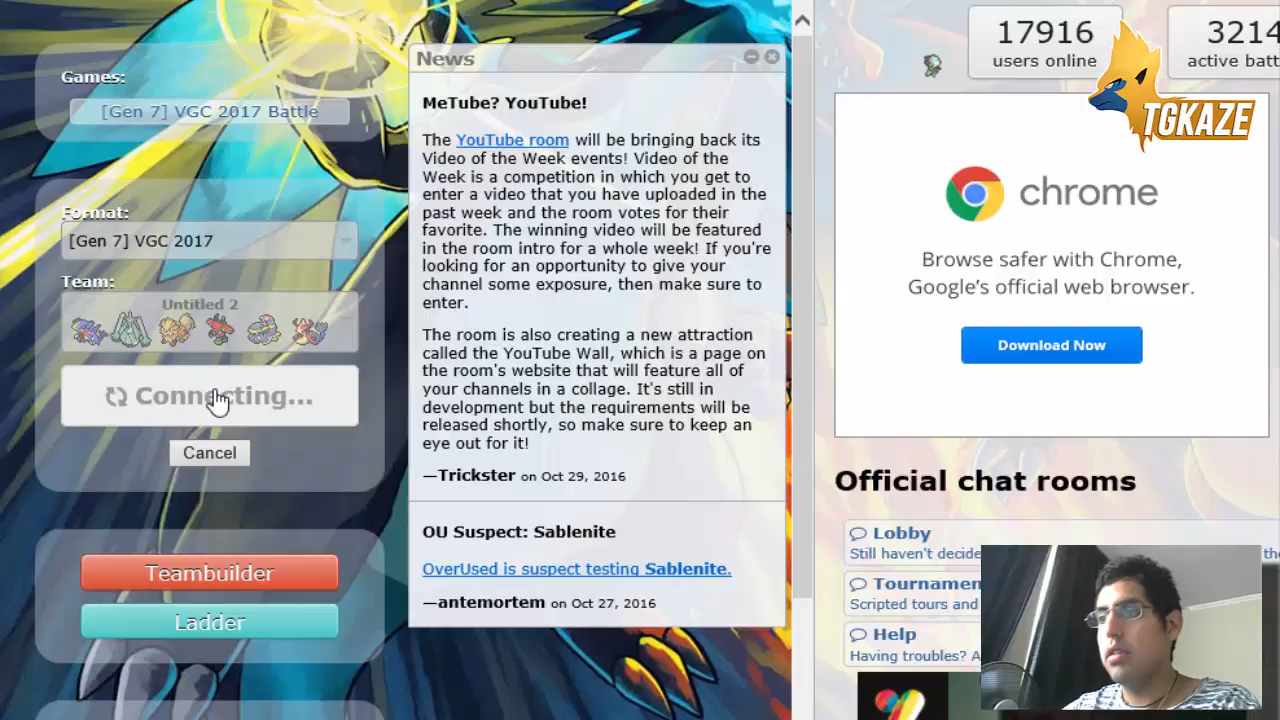 Games:
[Gen 7] VGC 2017 Battle
Format:
[Gen 7] VGC 2017
Team:
Untitled 2
Connecting...
Cancel
Teambuilder
Ladder
News
MeTube? YouTube!
The YouTube room will be bringing back its
Video of the Week events! Video of the
Week is a competition in which you get to
enter a video that you have uploaded in the
past week and the room votes for their
favorite. The winning video will be featured
in the room intro for a whole week! If you're
looking for an opportunity to give your
channel some exposure, then make sure to
enter.
The room is also creating a new attraction
called the YouTube Wall, which is a page on
the room's website that will feature all of
your channels in a collage. It's still in
development but the requirements will be
released shortly, so make sure to keep an
eye out for it!
—Trickster on Oct 29, 2016
OU Suspect: Sablenite
OverUsed is suspect testing Sablenite.
—antemortem on Oct 27, 2016
17916
users online
3214
active batt
TGKAZE
chrome
Browse safer with Chrome,
Google's official web browser.
Download Now
Official chat rooms
Lobby
Still haven't decide
Tournamen
Scripted tours and
Help
Having troubles? A